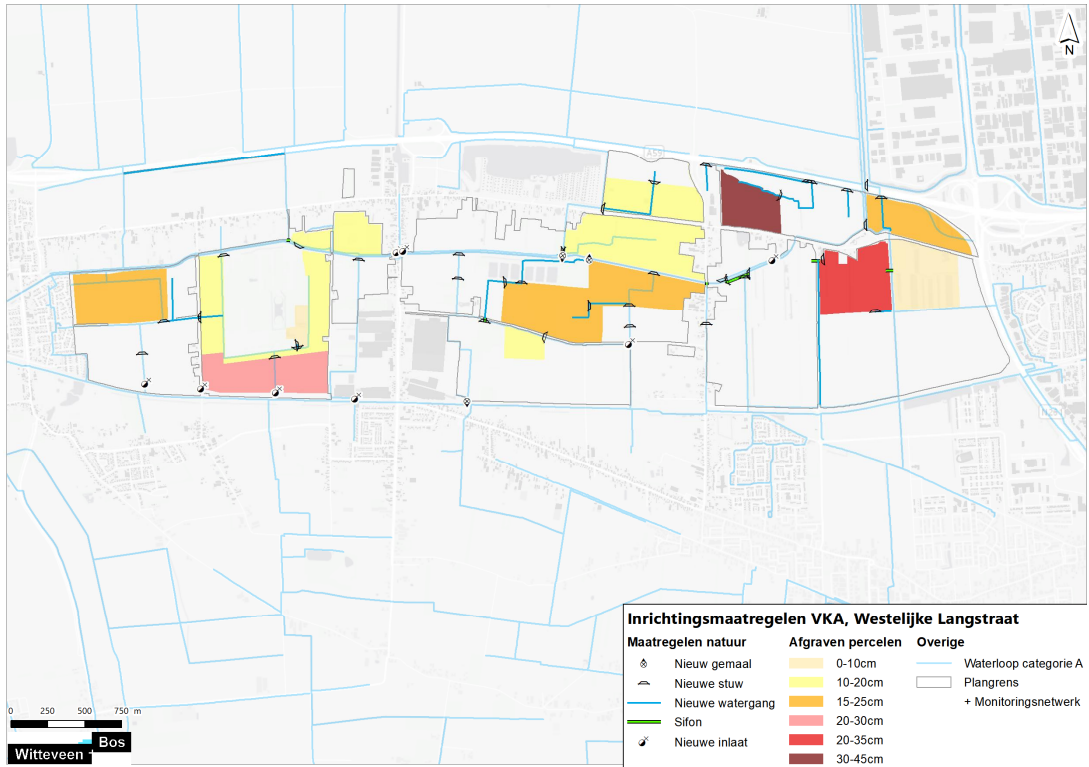 N
A59
0 250 500 750 m
Witteveen +
Bos
Inrichtingsmaatregelen VKA, Westelijke Langstraat
Maatregelen natuur
Nieuw gemaal
Nieuwe stuw
Nieuwe watergang
Sifon
Nieuwe inlaat
Afgraven percelen
0-10cm
10-20cm
15-25cm
20-30cm
20-35cm
30-45cm
Overige
Waterloop categorie A
Plangrens
+ Monitoringsnetwerk